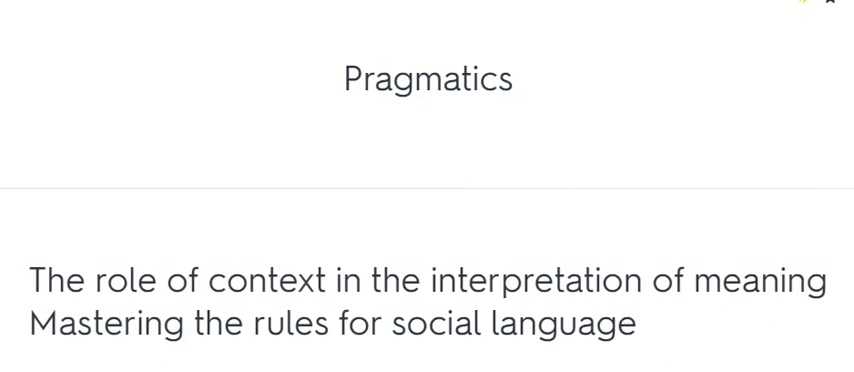 Pragmatics
The role of context in the interpretation of meaning
Mastering the rules for social language